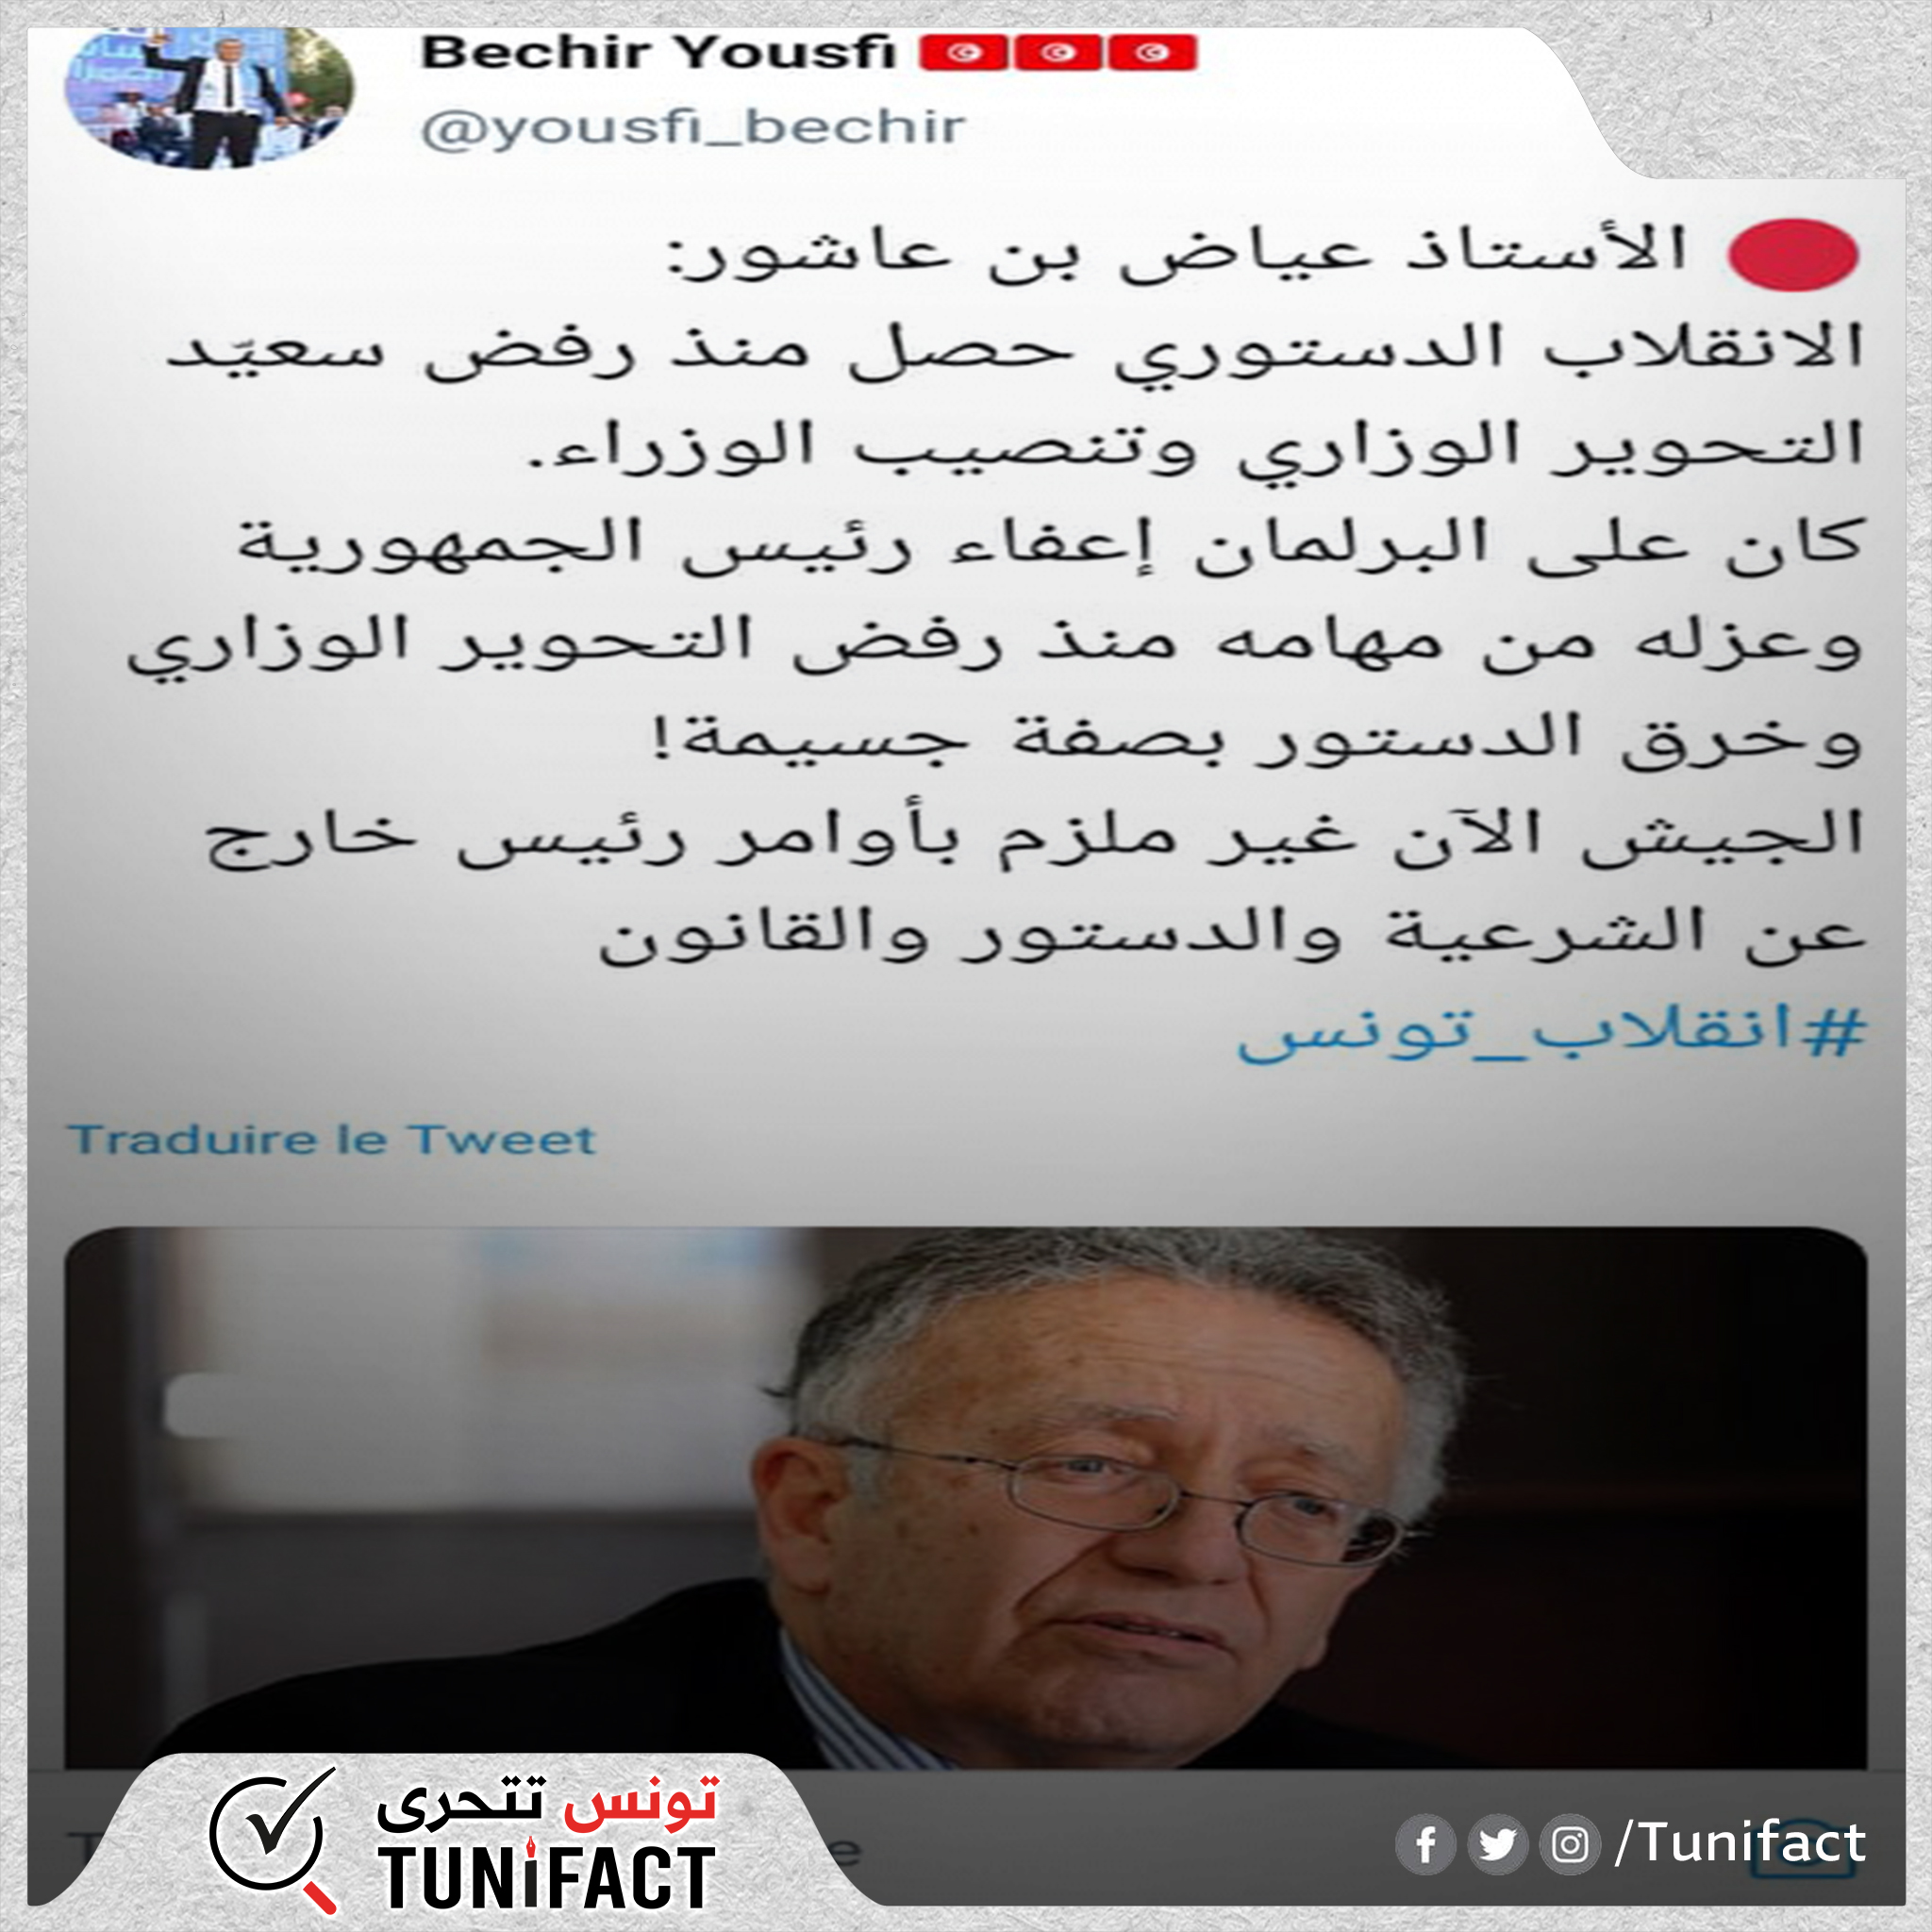 Bechir Yousfi
@yousfi_bechir
الأستاذ عياض بن عاشور:
الانقلاب الدستوري حصل منذ رفض سعيّد
التحوير الوزاري وتنصيب الوزراء.
كان على البرلمان إعفاء رئيس الجمهورية
وعزله من مهامه منذ رفض التحوير الوزاري
وخرق الدستور بصفة جسيمة!
الجيش الآن غير ملزم بأوامر رئيس خارج
عن الشرعية والدستور والقانون
#انقلاب_تونس
Traduire le Tweet
تونس تتحرى
TUNiFACT
/Tunifact